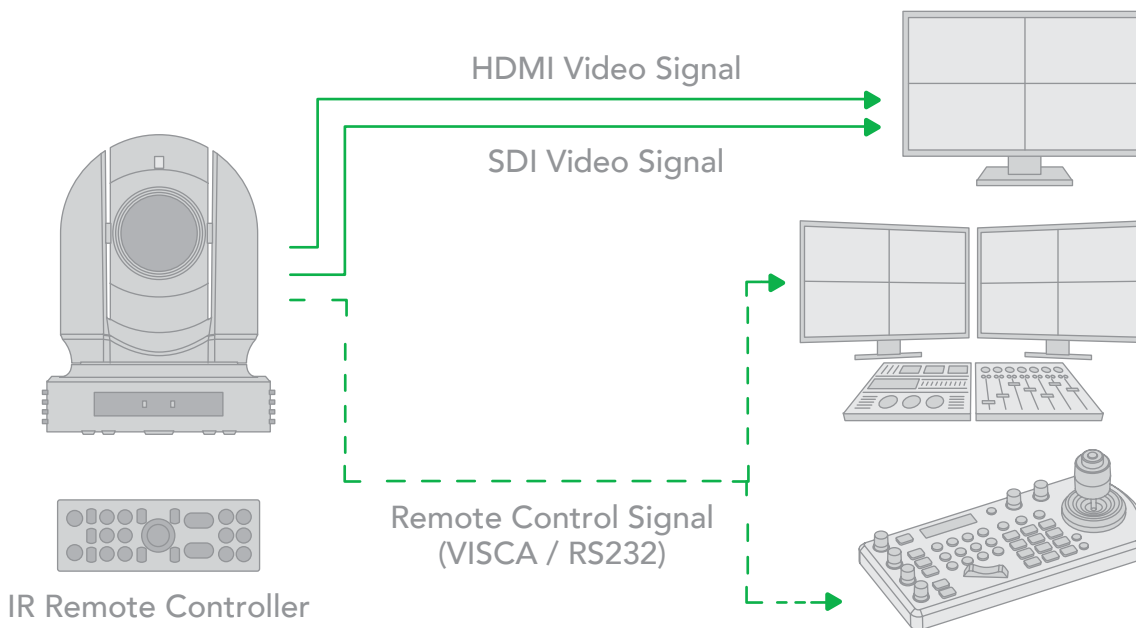 HDMI Video Signal
SDI Video Signal
Remote Control Signal
(VISCA / RS232)
IR Remote Controller